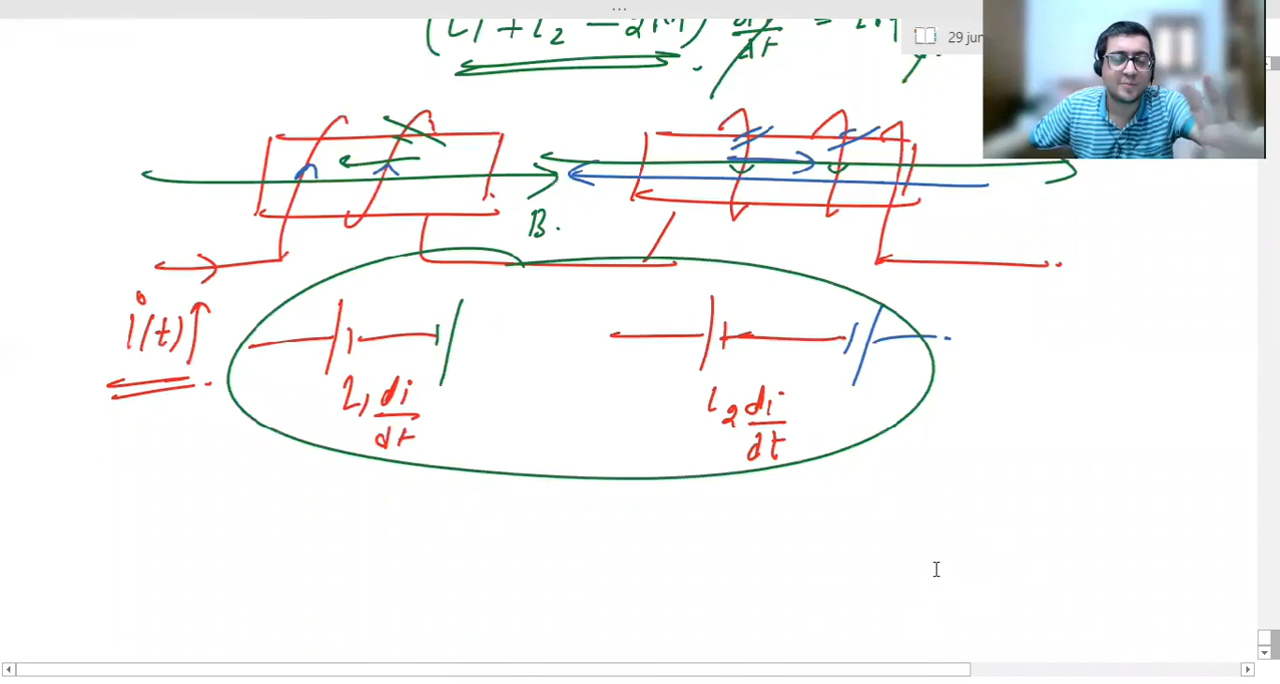 (L1 + L2 − 2M) di/dt =
29 jun
B.
i(t)↑
L1 di/dt
L2 di/dt